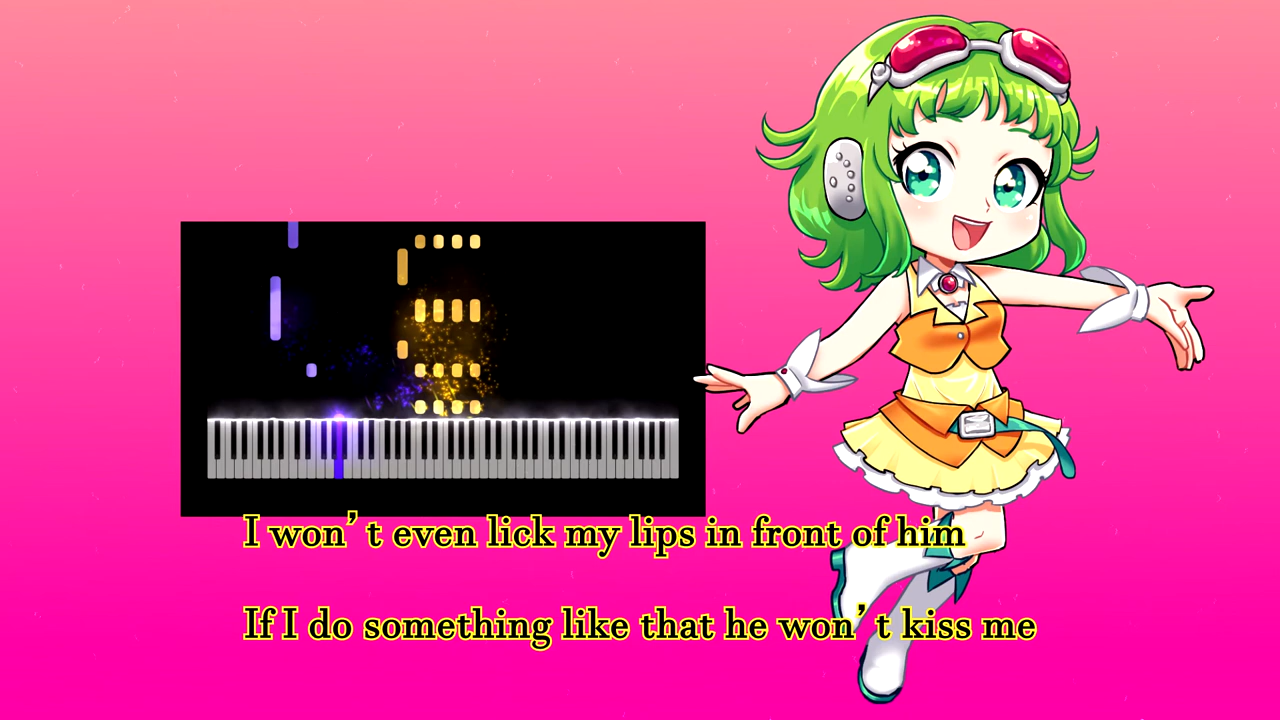 I won’t even lick my lips in front of him
If I do something like that he won’t kiss me